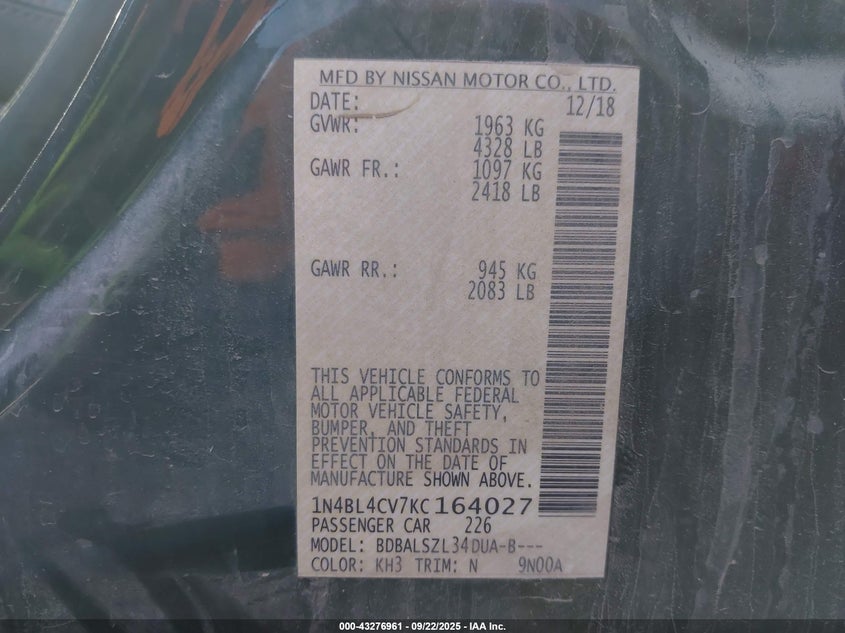 MFD BY NISSAN MOTOR CO., LTD.
DATE: 12/18
GVWR: 1963 KG
4328 LB
GAWR FR.: 1097 KG
2418 LB
GAWR RR.: 945 KG
2083 LB
THIS VEHICLE CONFORMS TO
ALL APPLICABLE FEDERAL
MOTOR VEHICLE SAFETY,
BUMPER, AND THEFT
PREVENTION STANDARDS IN
EFFECT ON THE DATE OF
MANUFACTURE SHOWN ABOVE.
1N4BL4CV7KC164027
PASSENGER CAR 226
MODEL: BDBALSZL34DUA-B---
COLOR: KH3 TRIM: N 9N00A
000-43276961 - 09/22/2025 - IAA Inc.